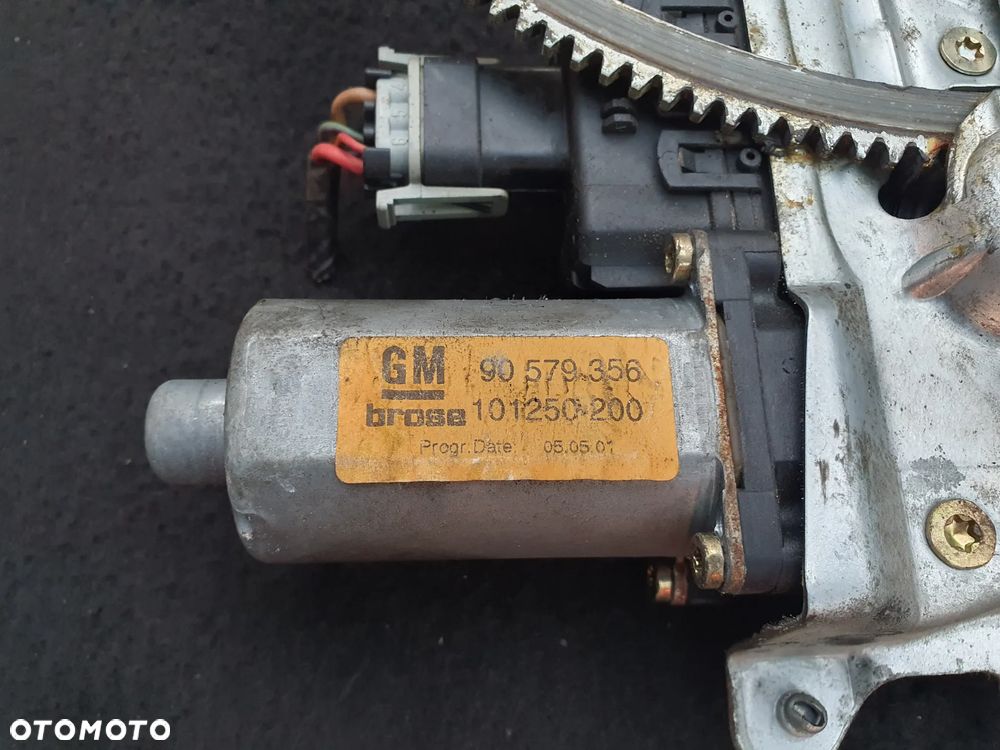 GM 90 579 356
brose 101250-200
Progr.Date: 05.05.01
OTOMOTO